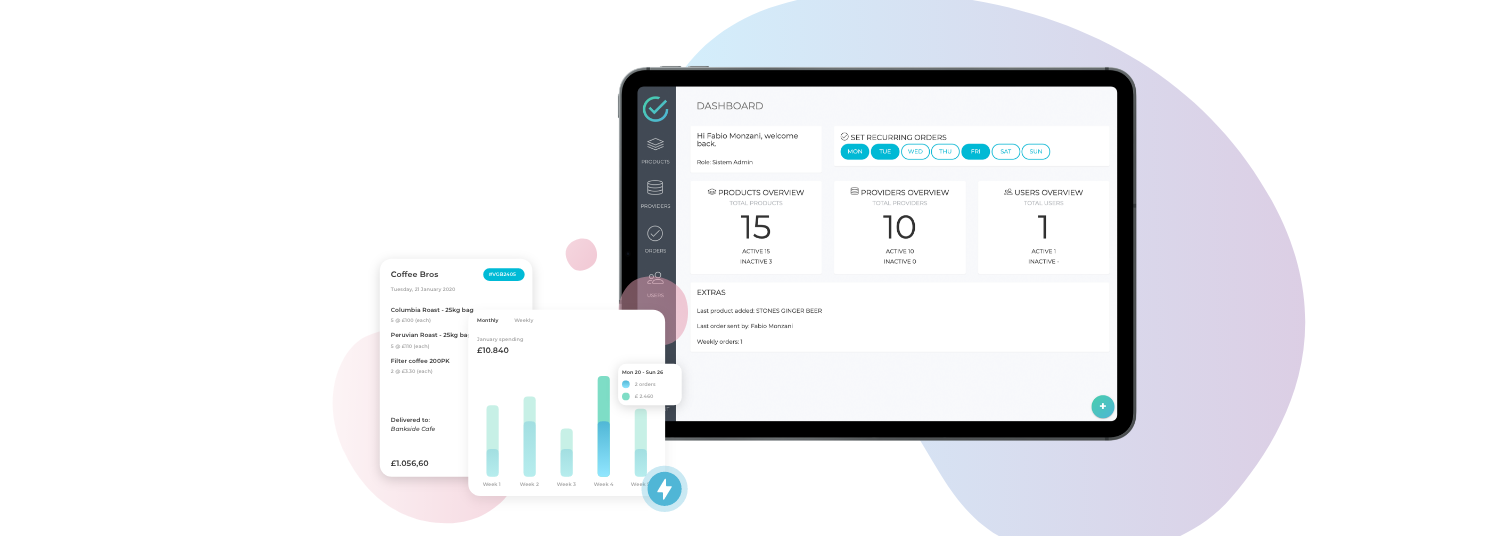 DASHBOARD
Hi Fabio Monzani, welcome
back.
Role: Sistem Admin
SET RECURRING ORDERS
MON TUE WED THU FRI SAT SUN
PRODUCTS
PROVIDERS
ORDERS
USERS
PRODUCTS OVERVIEW
TOTAL PRODUCTS
15
ACTIVE 15
INACTIVE 3
PROVIDERS OVERVIEW
TOTAL PROVIDERS
10
ACTIVE 10
INACTIVE 0
USERS OVERVIEW
TOTAL USERS
1
ACTIVE 1
INACTIVE -
EXTRAS
Last product added: STONES GINGER BEER
Last order sent by: Fabio Monzani
Weekly orders: 1
+
Coffee Bros
#VGB240E
Tuesday, 21 January 2020
Columbia Roast - 25kg bag
5 @ £100 (each)
Peruvian Roast - 25kg ba
Filter coffee 200PK
2 @ £3.30 (each)
Delivered to:
Bankside Cafe
£1.056,60
Monthly Weekly
January spending
£10.840
Mon 20 - Sun 26
2 orders
£ 2.460
Week 1 Week 2 Week 3 Week 4 Week